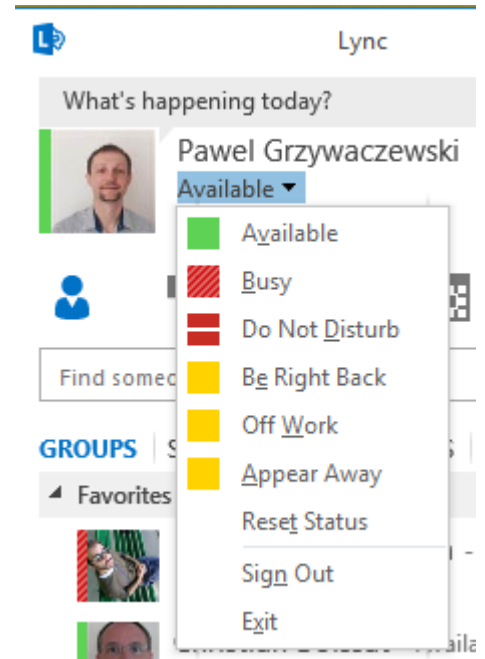 Lync
What's happening today?
Pawel Grzywaczewski
Available
Available
Busy
Do Not Disturb
Be Right Back
Off Work
Appear Away
Reset Status
Sign Out
Exit
Find
GROUPS
Favorites